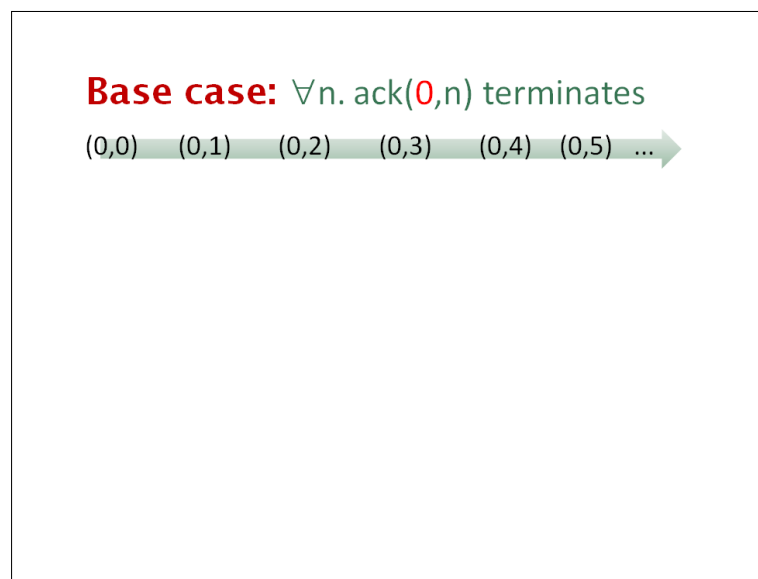 Base case: ∀n. ack(0,n) terminates
(0,0) (0,1) (0,2) (0,3) (0,4) (0,5) ...